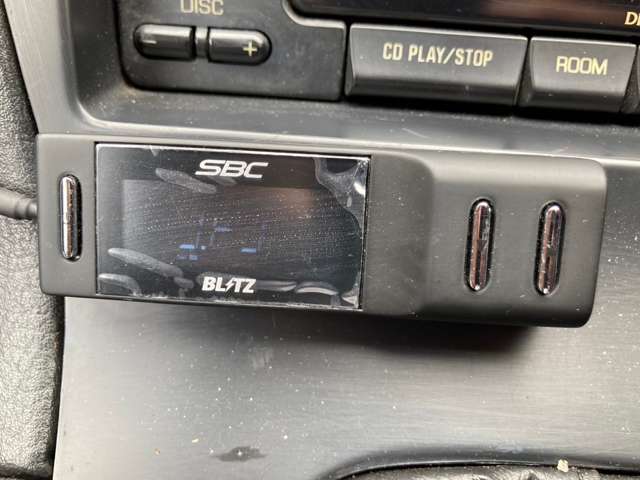 DISC
- +
CD PLAY/STOP
ROOM
SBC
BLITZ